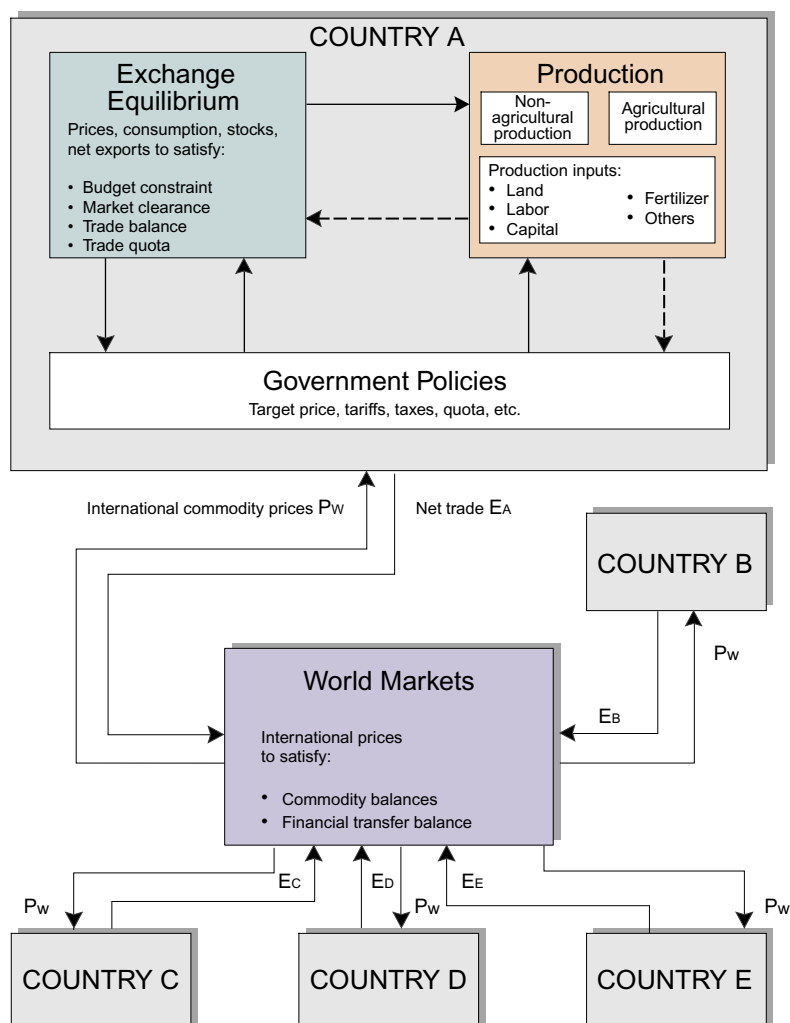 COUNTRY A
Exchange
Equilibrium
Prices, consumption, stocks,
net exports to satisfy:
• Budget constraint
• Market clearance
• Trade balance
• Trade quota
Production
Non-
agricultural
production
Agricultural
production
Production inputs:
• Land
• Labor
• Capital
• Fertilizer
• Others
Government Policies
Target price, tariffs, taxes, quota, etc.
International commodity prices PW
Net trade EA
COUNTRY B
PW
EB
World Markets
International prices
to satisfy:
• Commodity balances
• Financial transfer balance
PW
EC
ED
PW
EE
PW
COUNTRY C
COUNTRY D
COUNTRY E